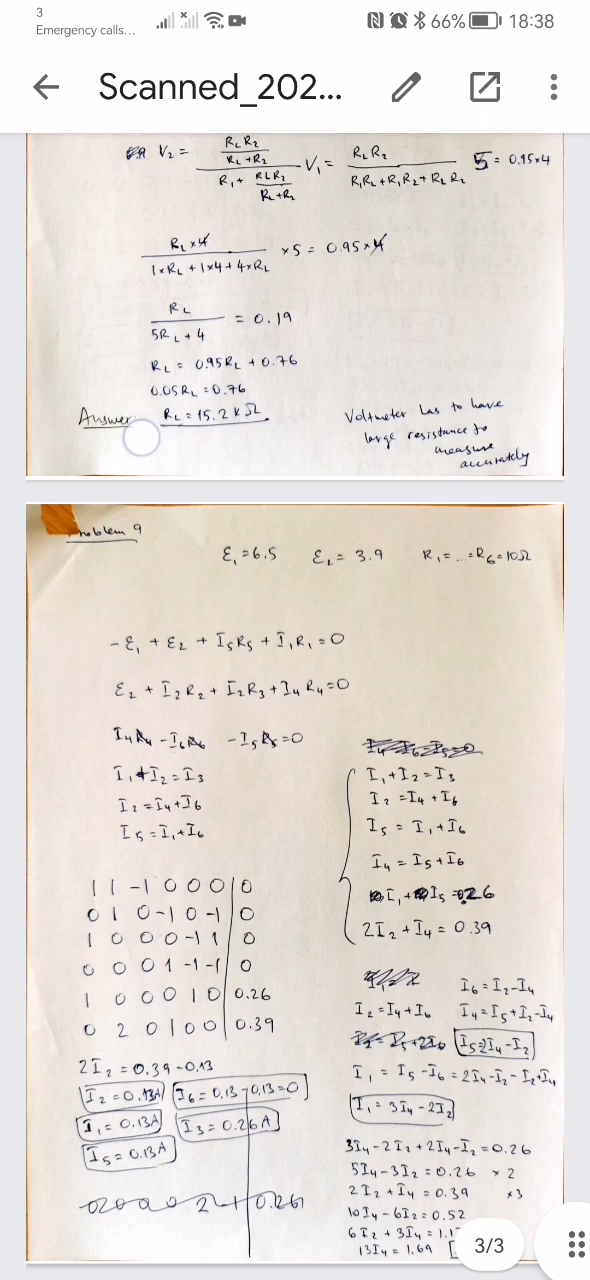 3
Emergency calls...
66% 18:38
Scanned_202...
V₂ = (R_L R₂ / (R_L + R₂)) / (R₁ + R_L R₂ / (R_L + R₂)) V₁ = R_L R₂ / (R₁R_L + R₁R₂ + R_L R₂) 5 = 0.95×4
R_L × 4 / (1×R_L + 1×4 + 4×R_L) × 5 = 0.95×4
R_L / (5R_L + 4) = 0.19
R_L = 0.95R_L + 0.76
0.05R_L = 0.76
Answer: R_L = 15.2 kΩ
Voltmeter has to have
large resistance to
measure
accurately
Problem 9
ε₁ = 6.5 ε₂ = 3.9 R₁ = ... = R₆ = 10Ω
-ε₁ + ε₂ + I₅R₅ + I₁R₁ = 0
ε₂ + I₂R₂ + I₂R₃ + I₄R₄ = 0
I₄R₄ - I₆R₆ - I₅R₅ = 0
I₁ + I₂ = I₃
I₂ = I₄ + I₆
I₅ = I₁ + I₆
I₁ + I₂ = I₃
I₂ = I₄ + I₆
I₅ = I₁ + I₆
I₄ = I₅ + I₆
I₁ + I₅ = 0.26
2I₂ + I₄ = 0.39
1 1 -1 0 0 0 | 0
0 1 0 -1 0 -1 | 0
1 0 0 0 -1 1 | 0
0 0 0 1 -1 -1 | 0
1 0 0 0 1 0 | 0.26
0 2 0 1 0 0 | 0.39
2I₂ = 0.39 - 0.13
I₂ = 0.13A I₆ = 0.13 - 0.13 = 0
I₁ = 0.13A I₃ = 0.26A
I₅ = 0.13A
I₆ = I₂ - I₄
I₂ = I₄ + I₆ I₄ = I₅ + I₂ - I₄
I₅ = 2I₄ - I₂
I₁ = I₅ - I₆ = 2I₄ - I₂ - I₂ + I₄
I₁ = 3I₄ - 2I₂
3I₄ - 2I₂ + 2I₄ - I₂ = 0.26
5I₄ - 3I₂ = 0.26 ×2
2I₂ + I₄ = 0.39 ×3
10I₄ - 6I₂ = 0.52
6I₂ + 3I₄ = 1.1
13I₄ = 1.69
3/3